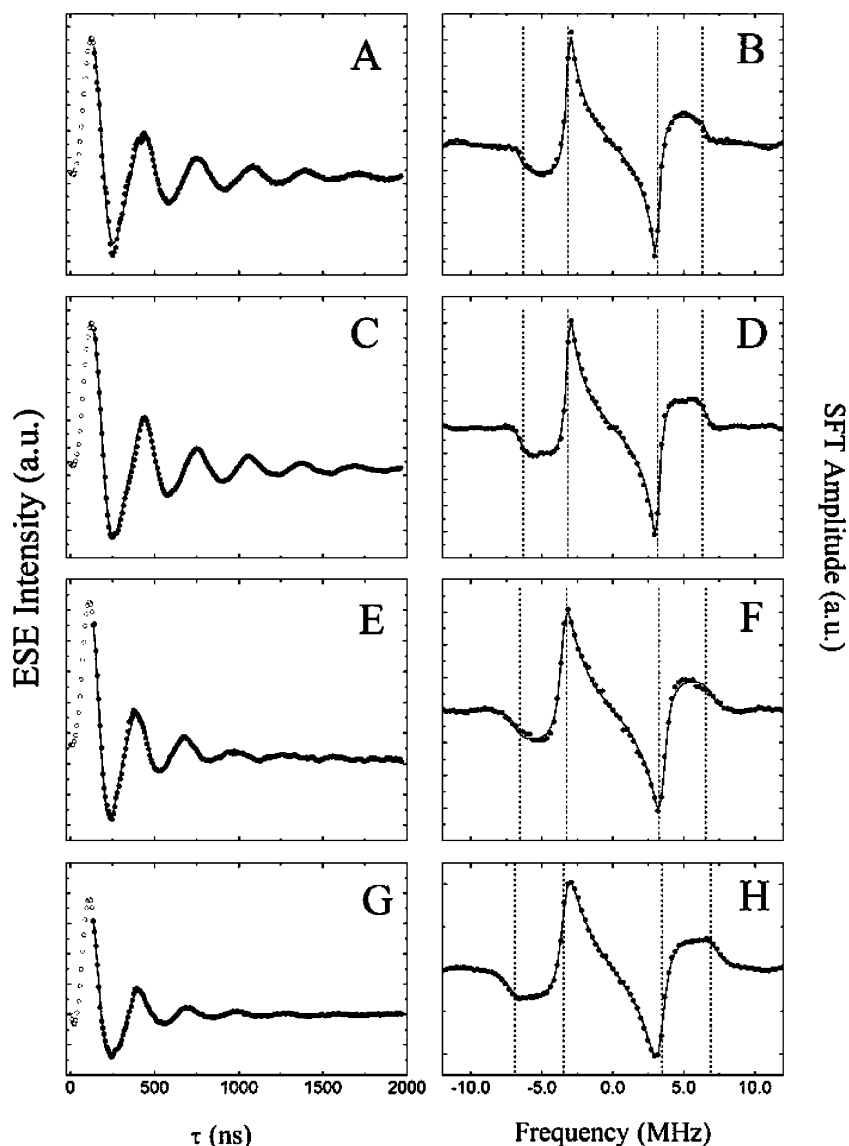 A
B
C
D
E
F
G
H
ESE Intensity (a.u.)
SFT Amplitude (a.u.)
0 500 1000 1500 2000
-10.0 -5.0 0.0 5.0 10.0
τ (ns)
Frequency (MHz)